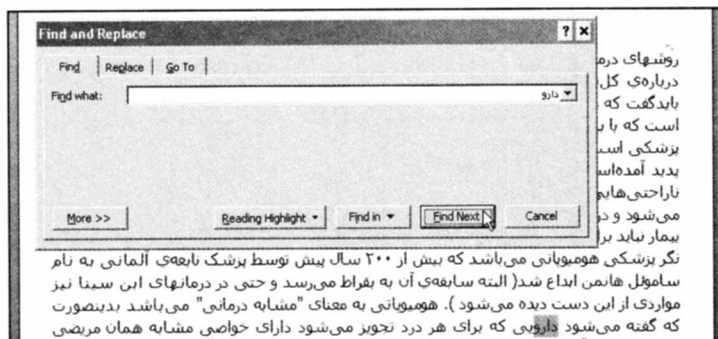 Find and Replace
Find
Replace
Go To
Find what:
دارو
More >>
Reading Highlight
Find in
Find Next
Cancel
روشهای درم
درباره‌ی کل
بایدگفت که
است که با ب
پزشکی اسـ
پدید آمده‌اس
ناراحتی‌های
می‌شود و در
بیمار نباید بر
نگر پزشکی هومیوپاتی می‌باشد که بیش از ۲۰۰ سال پیش توسط پزشک نابغه‌ی آلمانی به نام
ساموئل هانمن ابداع شد( البته سابقه‌ی آن به بقراط می‌رسد و حتی در درمانهای ابن سینا نیز
مواردی از این دست دیده می‌شود ). هومیوپاتی به معنای "مشابه درمانی" می‌باشد بدینصورت
که گفته می‌شود دارویی که برای هر درد تجویز می‌شود دارای خواصی مشابه همان مریضی